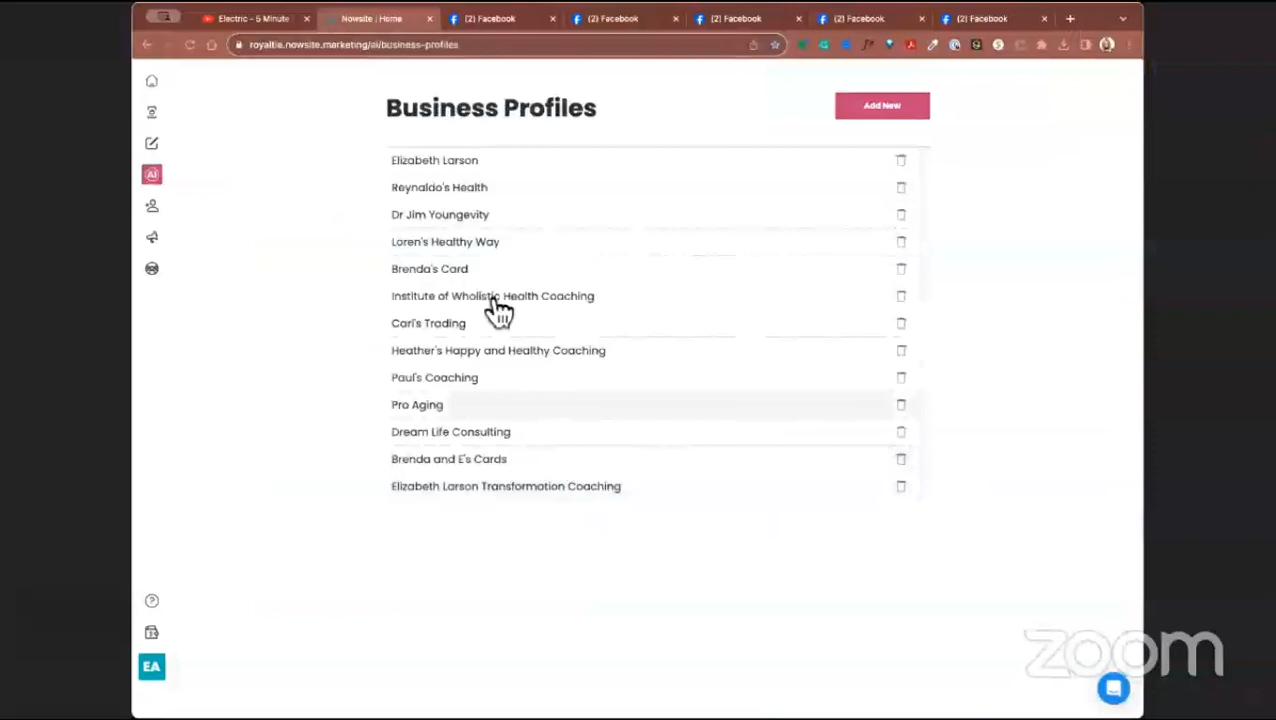 Electric - 5 Minute
Nowsite | Home
(2) Facebook
(2) Facebook
(2) Facebook
(2) Facebook
(2) Facebook
royaltie.nowsite.marketing/ai/business-profiles
Business Profiles
Add New
Elizabeth Larson
Reynaldo's Health
Dr Jim Youngevity
Loren's Healthy Way
Brenda's Card
AI
Institute of Wholistic Health Coaching
Carl's Trading
Heather's Happy and Healthy Coaching
Paul's Coaching
Pro Aging
Dream Life Consulting
Brenda and E's Cards
Elizabeth Larson Transformation Coaching
EA
zoom